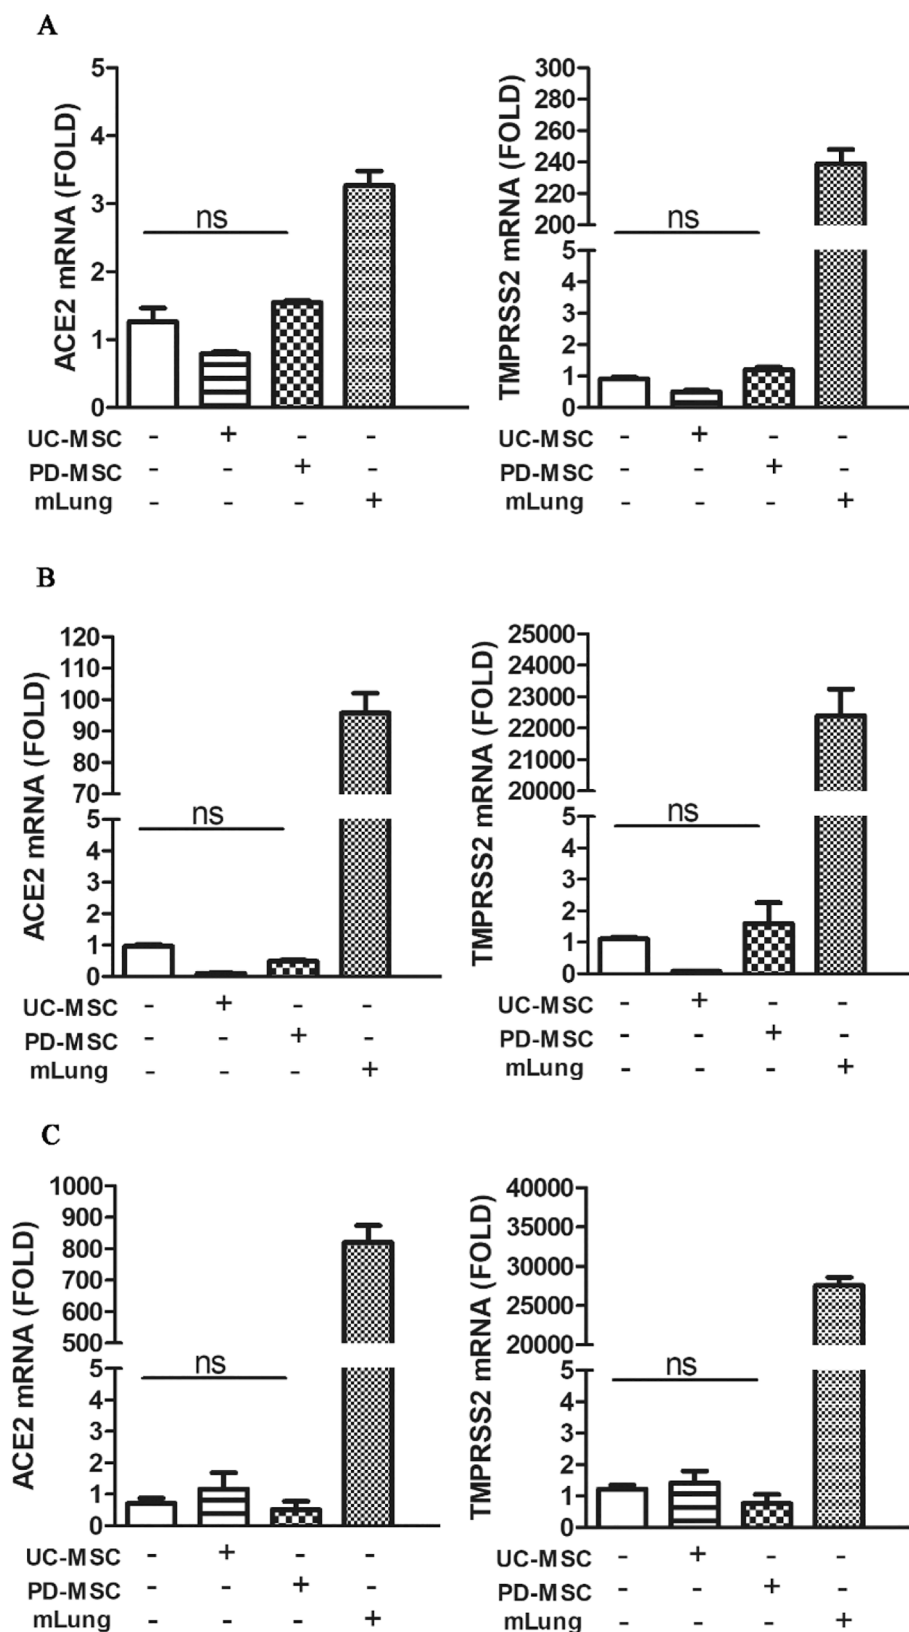 A
ACE2 mRNA (FOLD)
5
4
3
2
1
0
ns
UC-MSC - + - -
PD-MSC - - + -
mLung - - - +
TMPRSS2 mRNA (FOLD)
300
280
260
240
220
200
5
4
3
2
1
0
ns
UC-MSC - + - -
PD-MSC - - + -
mLung - - - +
B
ACE2 mRNA (FOLD)
120
110
100
90
80
70
5
4
3
2
1
0
ns
UC-MSC - + - -
PD-MSC - - + -
mLung - - - +
TMPRSS2 mRNA (FOLD)
25000
24000
23000
22000
21000
20000
5
4
3
2
1
0
ns
UC-MSC - + - -
PD-MSC - - + -
mLung - - - +
C
ACE2 mRNA (FOLD)
1000
900
800
700
600
500
5
4
3
2
1
0
ns
UC-MSC - + - -
PD-MSC - - + -
mLung - - - +
TMPRSS2 mRNA (FOLD)
40000
35000
30000
25000
20000
5
4
3
2
1
0
ns
UC-MSC - + - -
PD-MSC - - + -
mLung - - - +